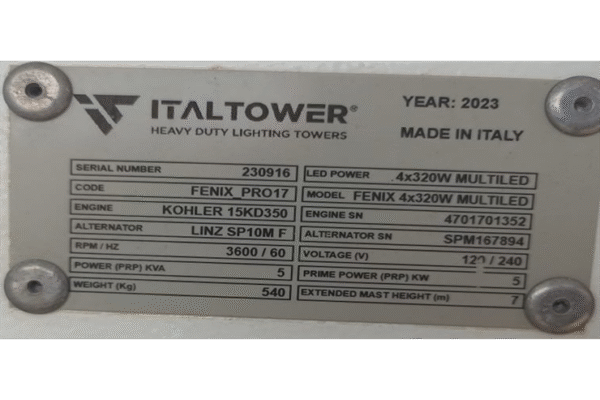 ITALTOWER®
HEAVY DUTY LIGHTING TOWERS
YEAR: 2023
MADE IN ITALY
SERIAL NUMBER 230916
CODE FENIX_PRO17
ENGINE KOHLER 15KD350
ALTERNATOR LINZ SP10M F
RPM / HZ 3600 / 60
POWER (PRP) KVA 5
WEIGHT (Kg) 540
LED POWER 4x320W MULTILED
MODEL FENIX 4x320W MULTILED
ENGINE SN 4701701352
ALTERNATOR SN SPM167894
VOLTAGE (V) 120 / 240
PRIME POWER (PRP) KW 5
EXTENDED MAST HEIGHT (m) 7